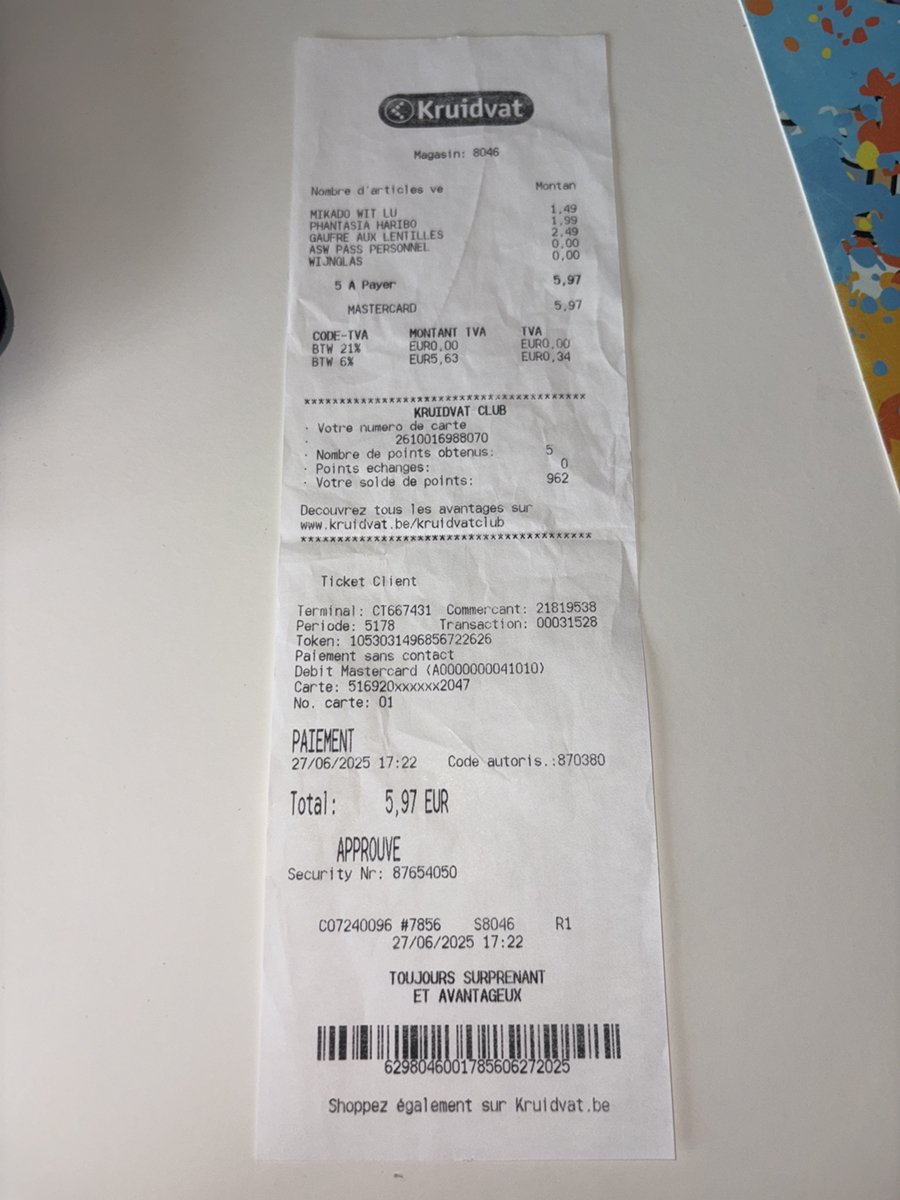 Kruidvat
Magasin: 8046
Nombre d'articles ve Montan
MIKADO WIT LU 1,49
PHANTASIA HARIBO 1,99
GAUFRE AUX LENTILLES 2,49
ASW PASS PERSONNEL 0,00
WIJNGLAS 0,00
5 A Payer 5,97
MASTERCARD 5,97
CODE-TVA MONTANT TVA TVA
BTW 21% EUR0,00 EUR0,00
BTW 6% EUR5,63 EUR0,34
****************************************
KRUIDVAT CLUB
· Votre numero de carte
· 2610016988070
· Nombre de points obtenus: 5
· Points echanges: 0
· Votre solde de points: 962
Decouvrez tous les avantages sur
www.kruidvat.be/kruidvatclub
****************************************
Ticket Client
Terminal: CT667431 Commercant: 21819538
Periode: 5178 Transaction: 00031528
Token: 1053031496856722626
Paiement sans contact
Debit Mastercard (A0000000041010)
Carte: 516920xxxxxx2047
No. carte: 01
PAIEMENT
27/06/2025 17:22 Code autoris.:870380
Total: 5,97 EUR
APPROUVE
Security Nr: 87654050
C07240096 #7856 S8046 R1
27/06/2025 17:22
TOUJOURS SURPRENANT
ET AVANTAGEUX
6298046001785606272025
Shoppez également sur Kruidvat.be